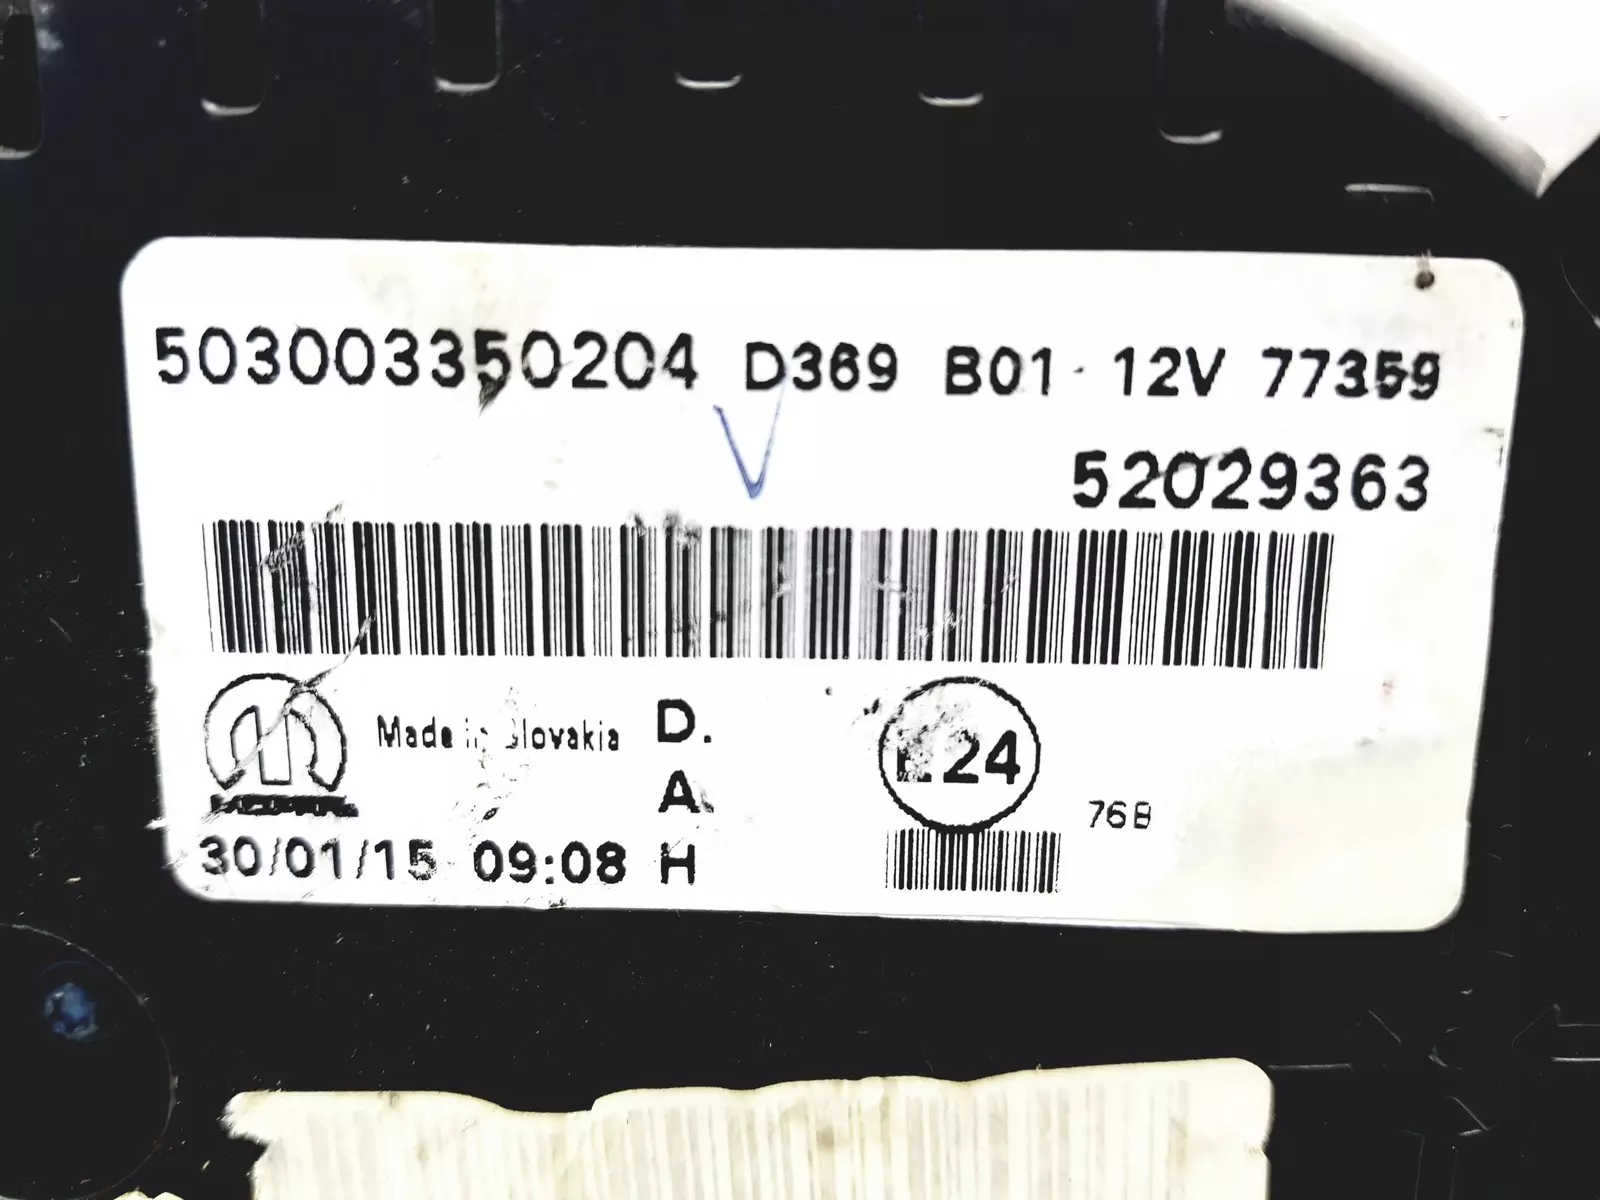 503003350204 D369 B01 - 12V 77359
52029363
Made in Slovakia D.
A.
E24
76B
30/01/15 09:08 H